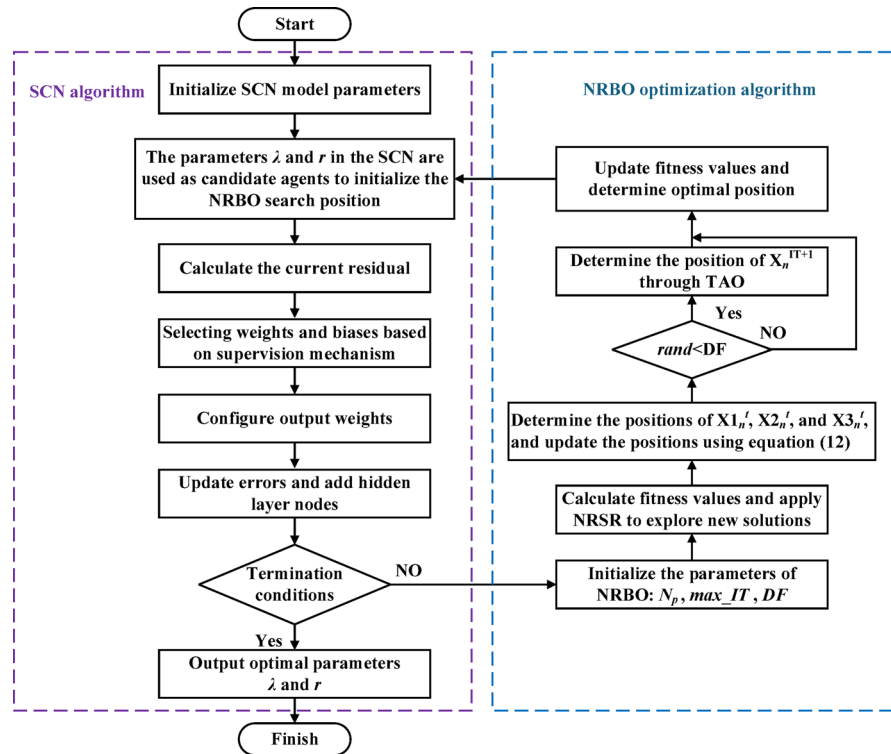 Start
SCN algorithm
Initialize SCN model parameters
The parameters λ and r in the SCN are
used as candidate agents to initialize the
NRBO search position
Calculate the current residual
Selecting weights and biases based
on supervision mechanism
Configure output weights
Update errors and add hidden
layer nodes
Termination
conditions
NO
Yes
Output optimal parameters
λ and r
Finish
NRBO optimization algorithm
Update fitness values and
determine optimal position
Determine the position of Xₙᴵᵀ⁺¹
through TAO
Yes
NO
rand<DF
Determine the positions of X1ₙᵗ, X2ₙᵗ, and X3ₙᵗ,
and update the positions using equation (12)
Calculate fitness values and apply
NRSR to explore new solutions
Initialize the parameters of
NRBO: Nₚ, max_IT, DF